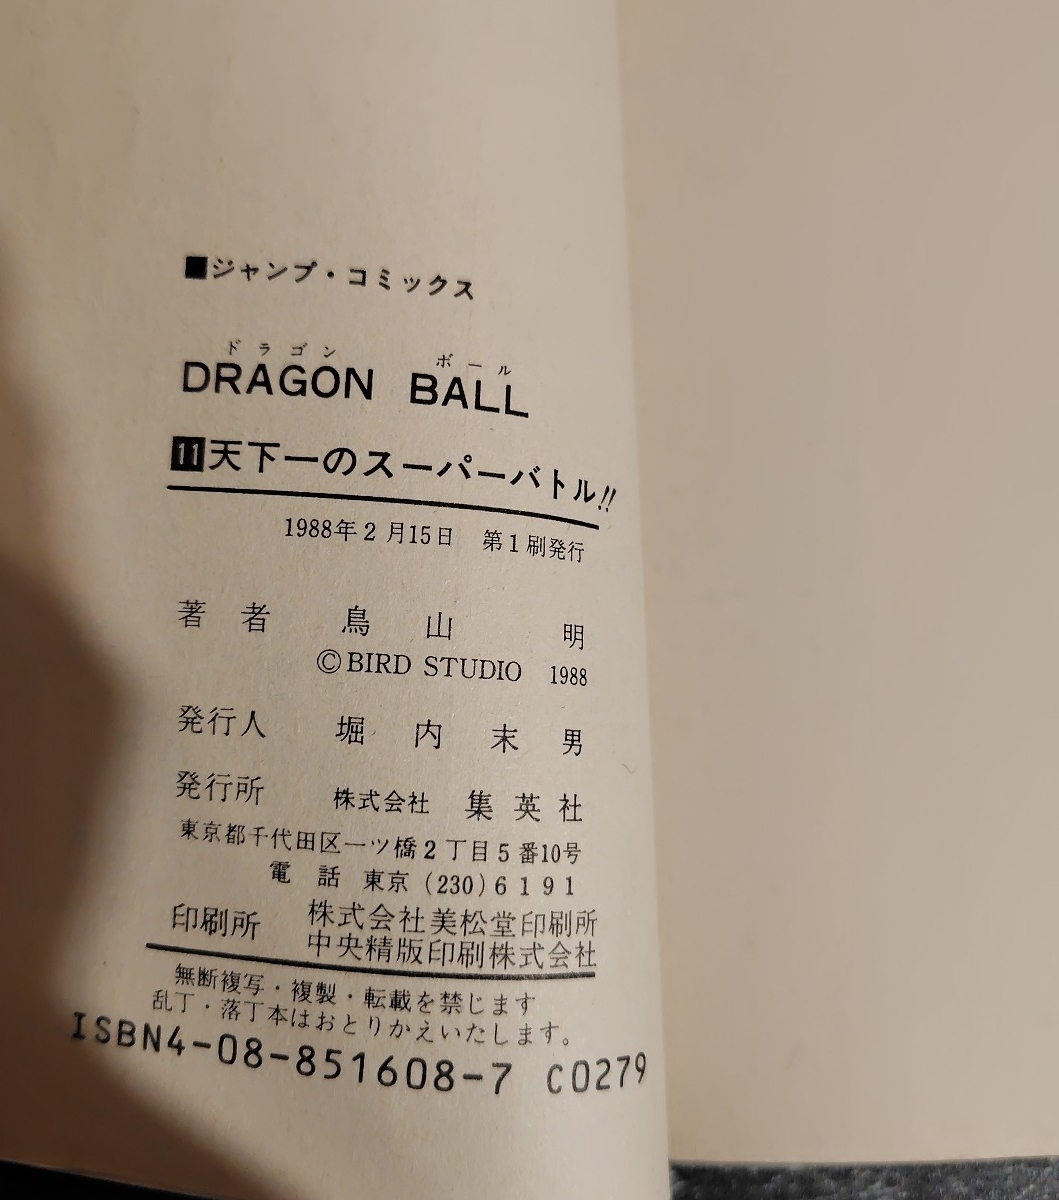 ■ジャンプ・コミックス
ドラゴン ボール
DRAGON BALL
11天下一のスーパーバトル!!
1988年2月15日 第1刷発行
著者 鳥山 明
©BIRD STUDIO 1988
発行人 堀内末男
発行所 株式会社 集英社
東京都千代田区一ツ橋2丁目5番10号
電話 東京(230)6191
印刷所 株式会社美松堂印刷所
中央精版印刷株式会社
無断複写・複製・転載を禁じます
乱丁・落丁本はおとりかえいたします。
ISBN4-08-851608-7 C0279